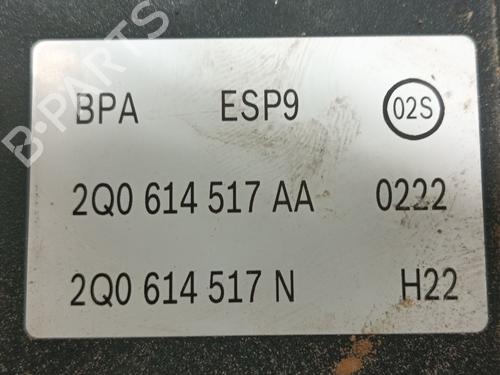 BPA ESP9 02S
2Q0 614 517 AA 0222
2Q0 614 517 N H22
B-PARTS